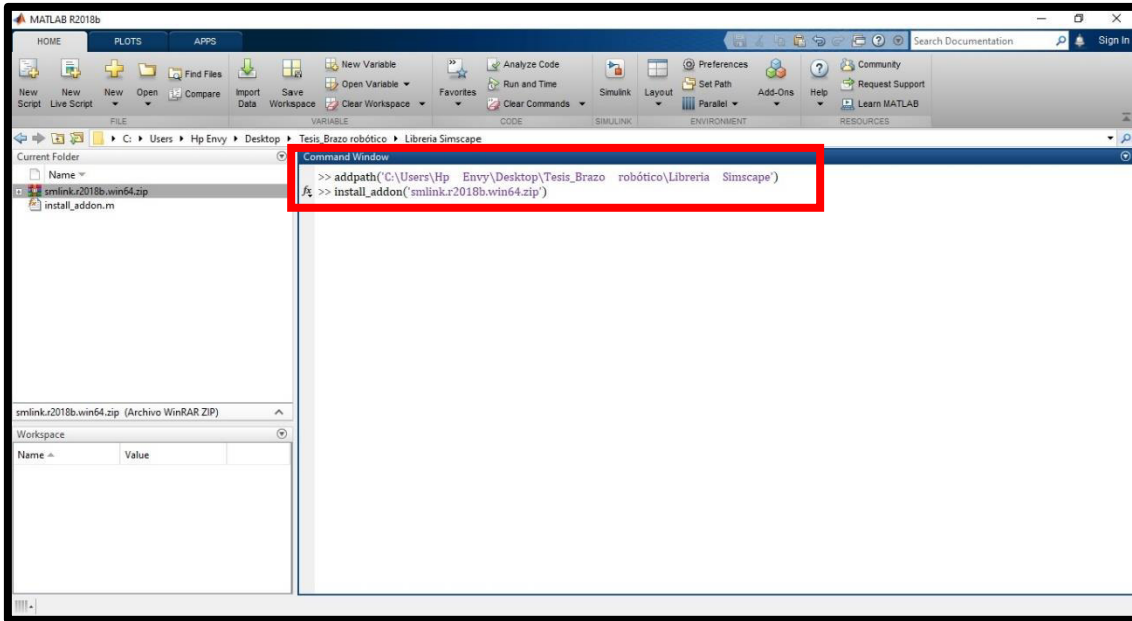 MATLAB R2018b
HOME PLOTS APPS
Search Documentation
Sign In
New Script
New Live Script
New
Open
Find Files
Compare
Import Data
Save Workspace
New Variable
Open Variable
Clear Workspace
Favorites
Analyze Code
Run and Time
Clear Commands
Simulink
Layout
Preferences
Set Path
Parallel
Add-Ons
Help
Community
Request Support
Learn MATLAB
FILE VARIABLE CODE SIMULINK ENVIRONMENT RESOURCES
C: Users Hp Envy Desktop Tesis_Brazo robótico Libreria Simscape
Current Folder
Name
smlink.r2018b.win64.zip
install_addon.m
Command Window
>> addpath('C:\Users\Hp Envy\Desktop\Tesis_Brazo robótico\Libreria Simscape')
fx >> install_addon('smlink.r2018b.win64.zip')
smlink.r2018b.win64.zip (Archivo WinRAR ZIP)
Workspace
Name Value